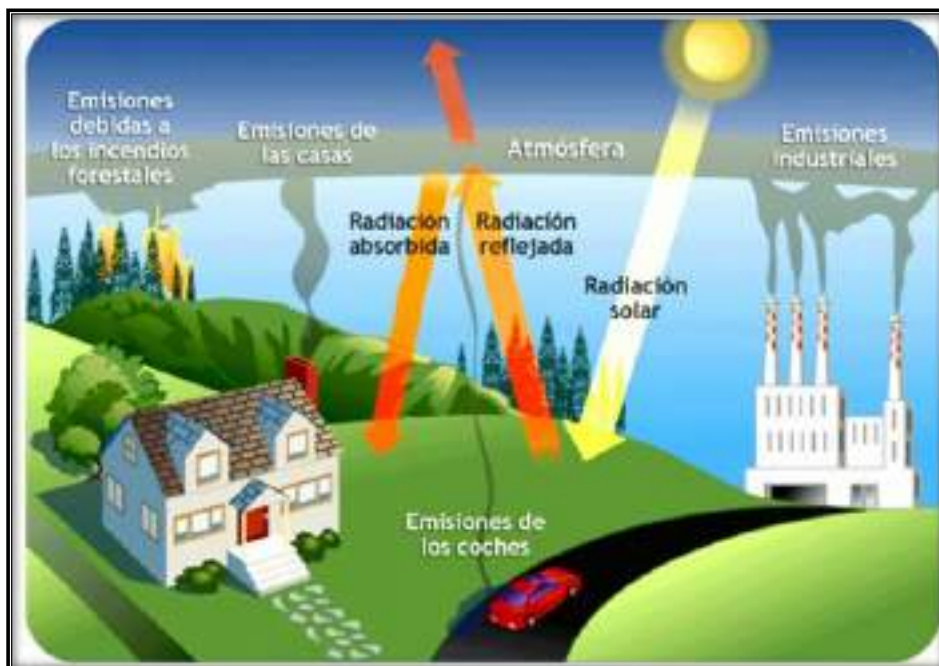 Emisiones
debidas a
los incendios
forestales
Emisiones de
las casas
Atmósfera
Emisiones
industriales
Radiación
absorbida
Radiación
reflejada
Radiación
solar
Emisiones de
los coches